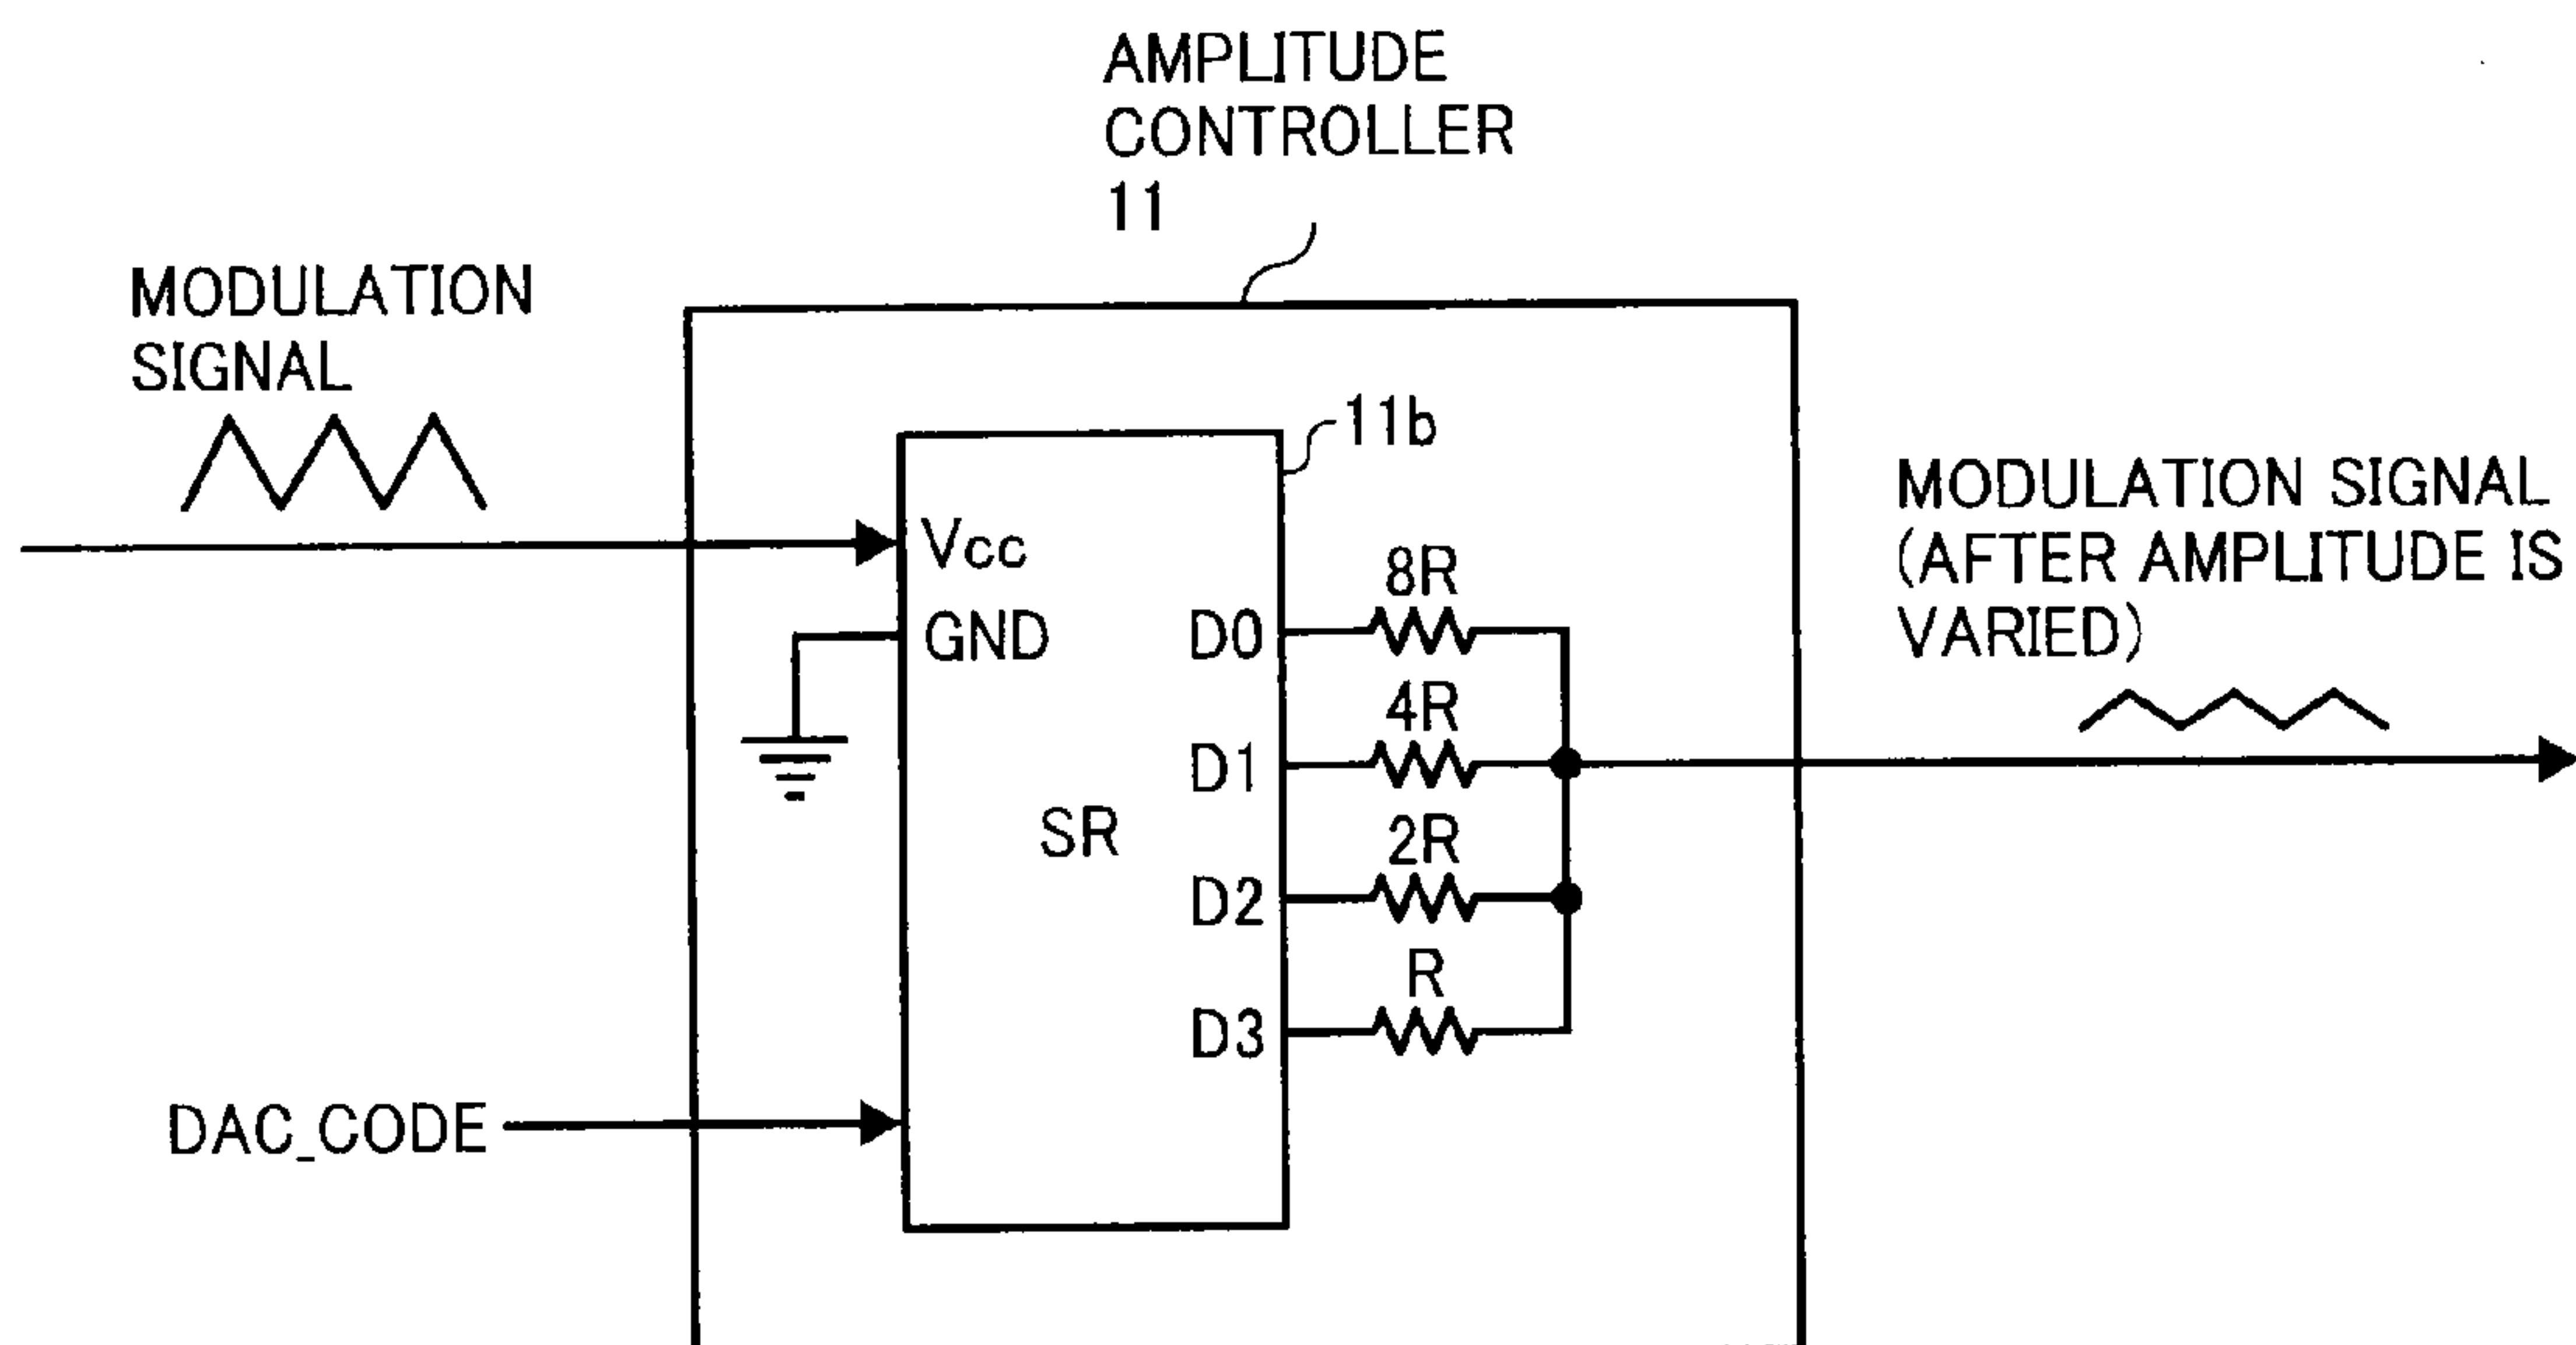 AMPLITUDE
CONTROLLER
11
MODULATION
SIGNAL
11b
MODULATION SIGNAL
(AFTER AMPLITUDE IS
VARIED)
Vcc
GND
8R
D0
4R
D1
SR
2R
D2
R
D3
DAC_CODE